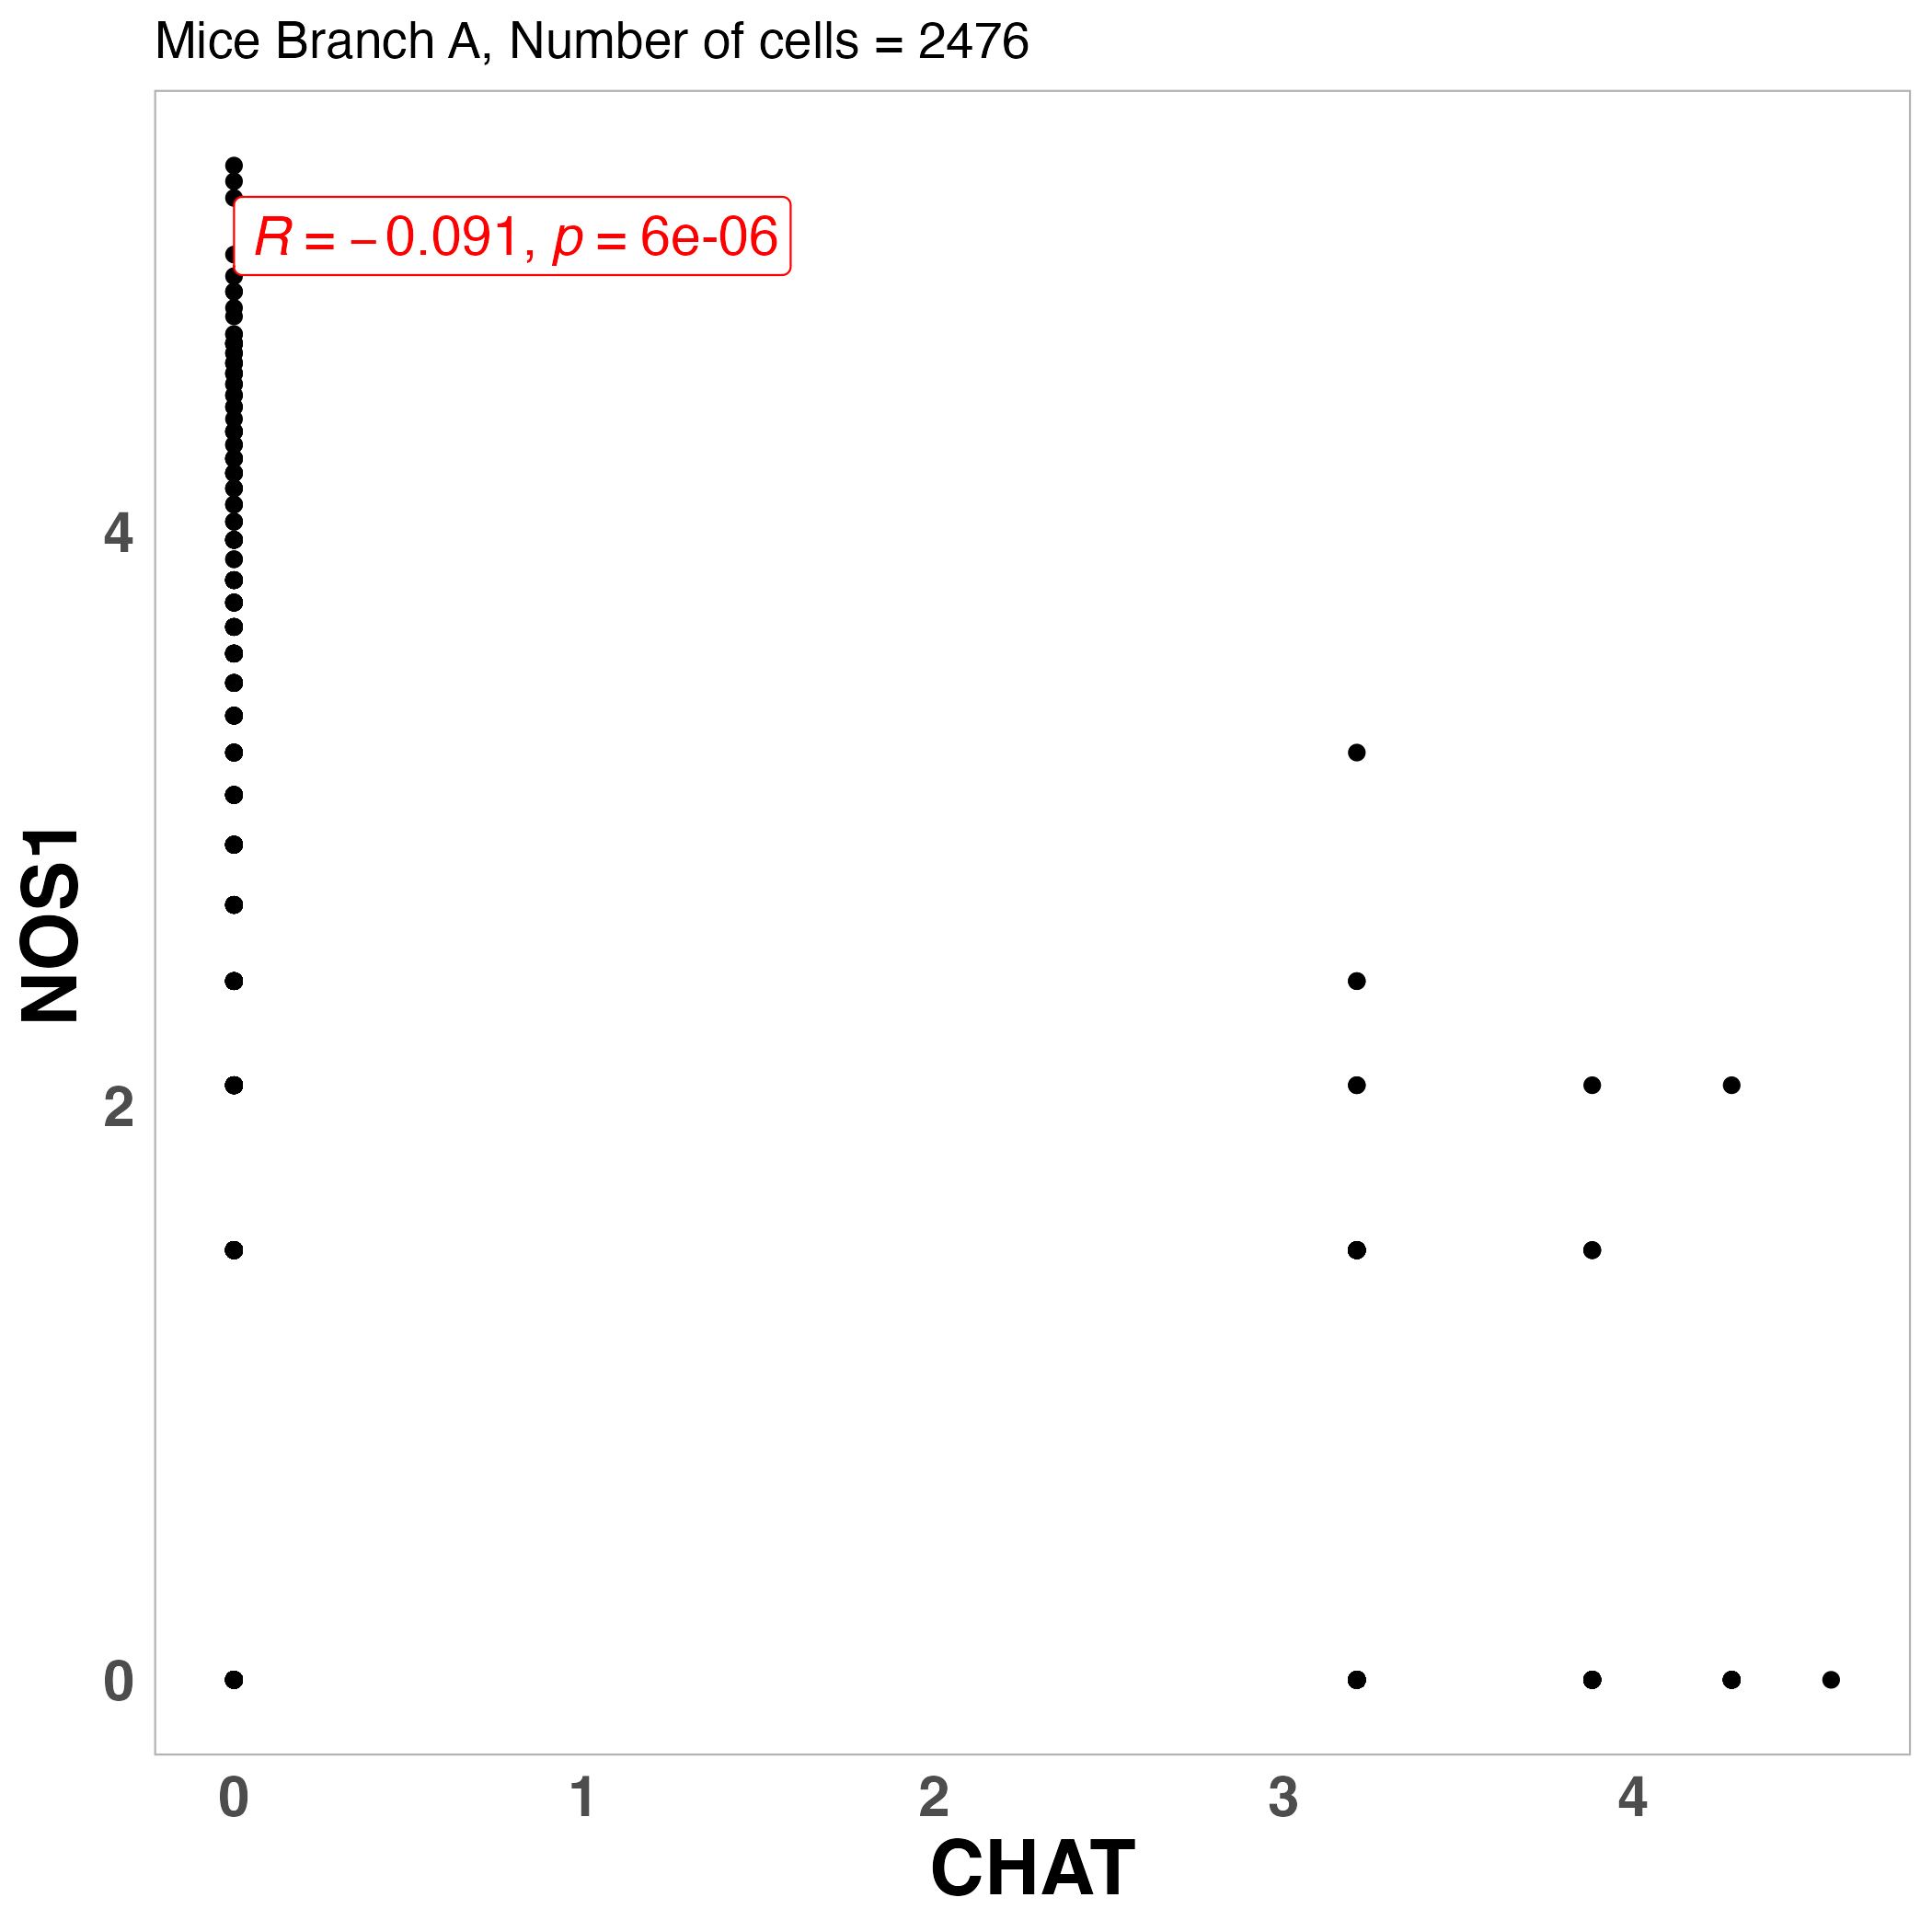 Mice Branch A, Number of cells = 2476
R = −0.091, p = 6e-06
4
2
0
NOS1
0 1 2 3 4
CHAT